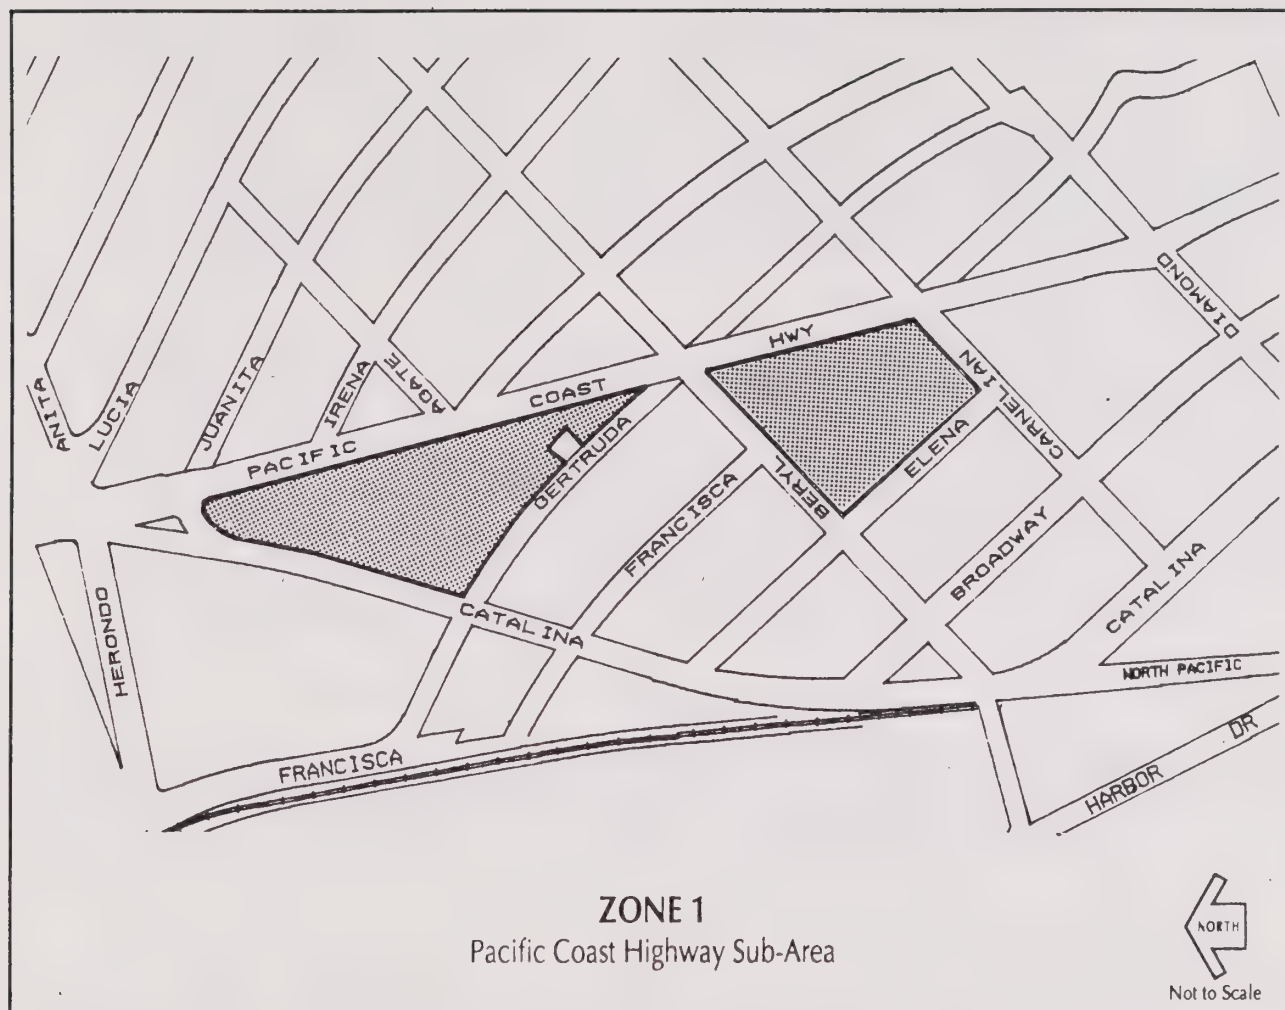 ANITA
LUCIA
JUANITA
IRENA
AGATE
PACIFIC
COAST
HWY
DIAMOND
CARNELIAN
ELENA
GERTRUDA
BERYL
FRANCISCA
BROADWAY
CATALINA
CATALINA
HERONDO
NORTH PACIFIC
FRANCISCA
HARBOR
DR
ZONE 1
Pacific Coast Highway Sub-Area
NORTH
Not to Scale